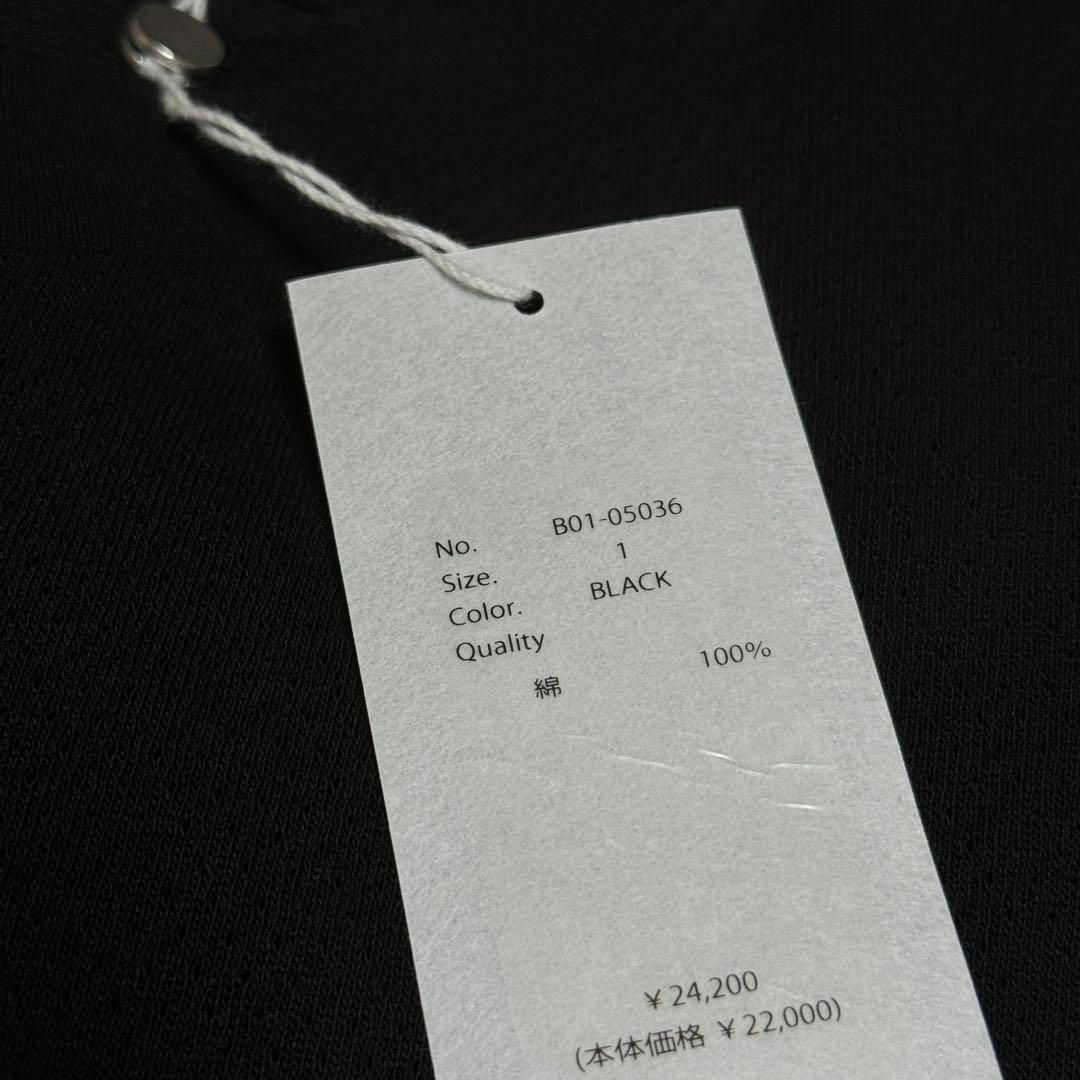 No. B01-05036
Size. 1
Color. BLACK
Quality
綿 100%
¥24,200
(本体価格 ¥22,000)